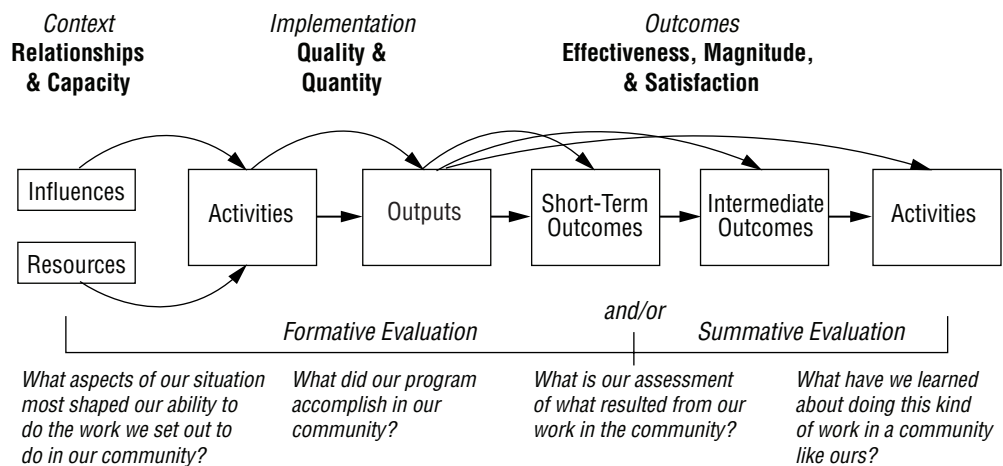 Context
Relationships
& Capacity
Implementation
Quality &
Quantity
Outcomes
Effectiveness, Magnitude,
& Satisfaction
Influences
Resources
Activities
Outputs
Short-Term
Outcomes
Intermediate
Outcomes
Activities
Formative Evaluation
and/or
Summative Evaluation
What aspects of our situation
most shaped our ability to
do the work we set out to
do in our community?
What did our program
accomplish in our
community?
What is our assessment
of what resulted from our
work in the community?
What have we learned
about doing this kind
of work in a community
like ours?